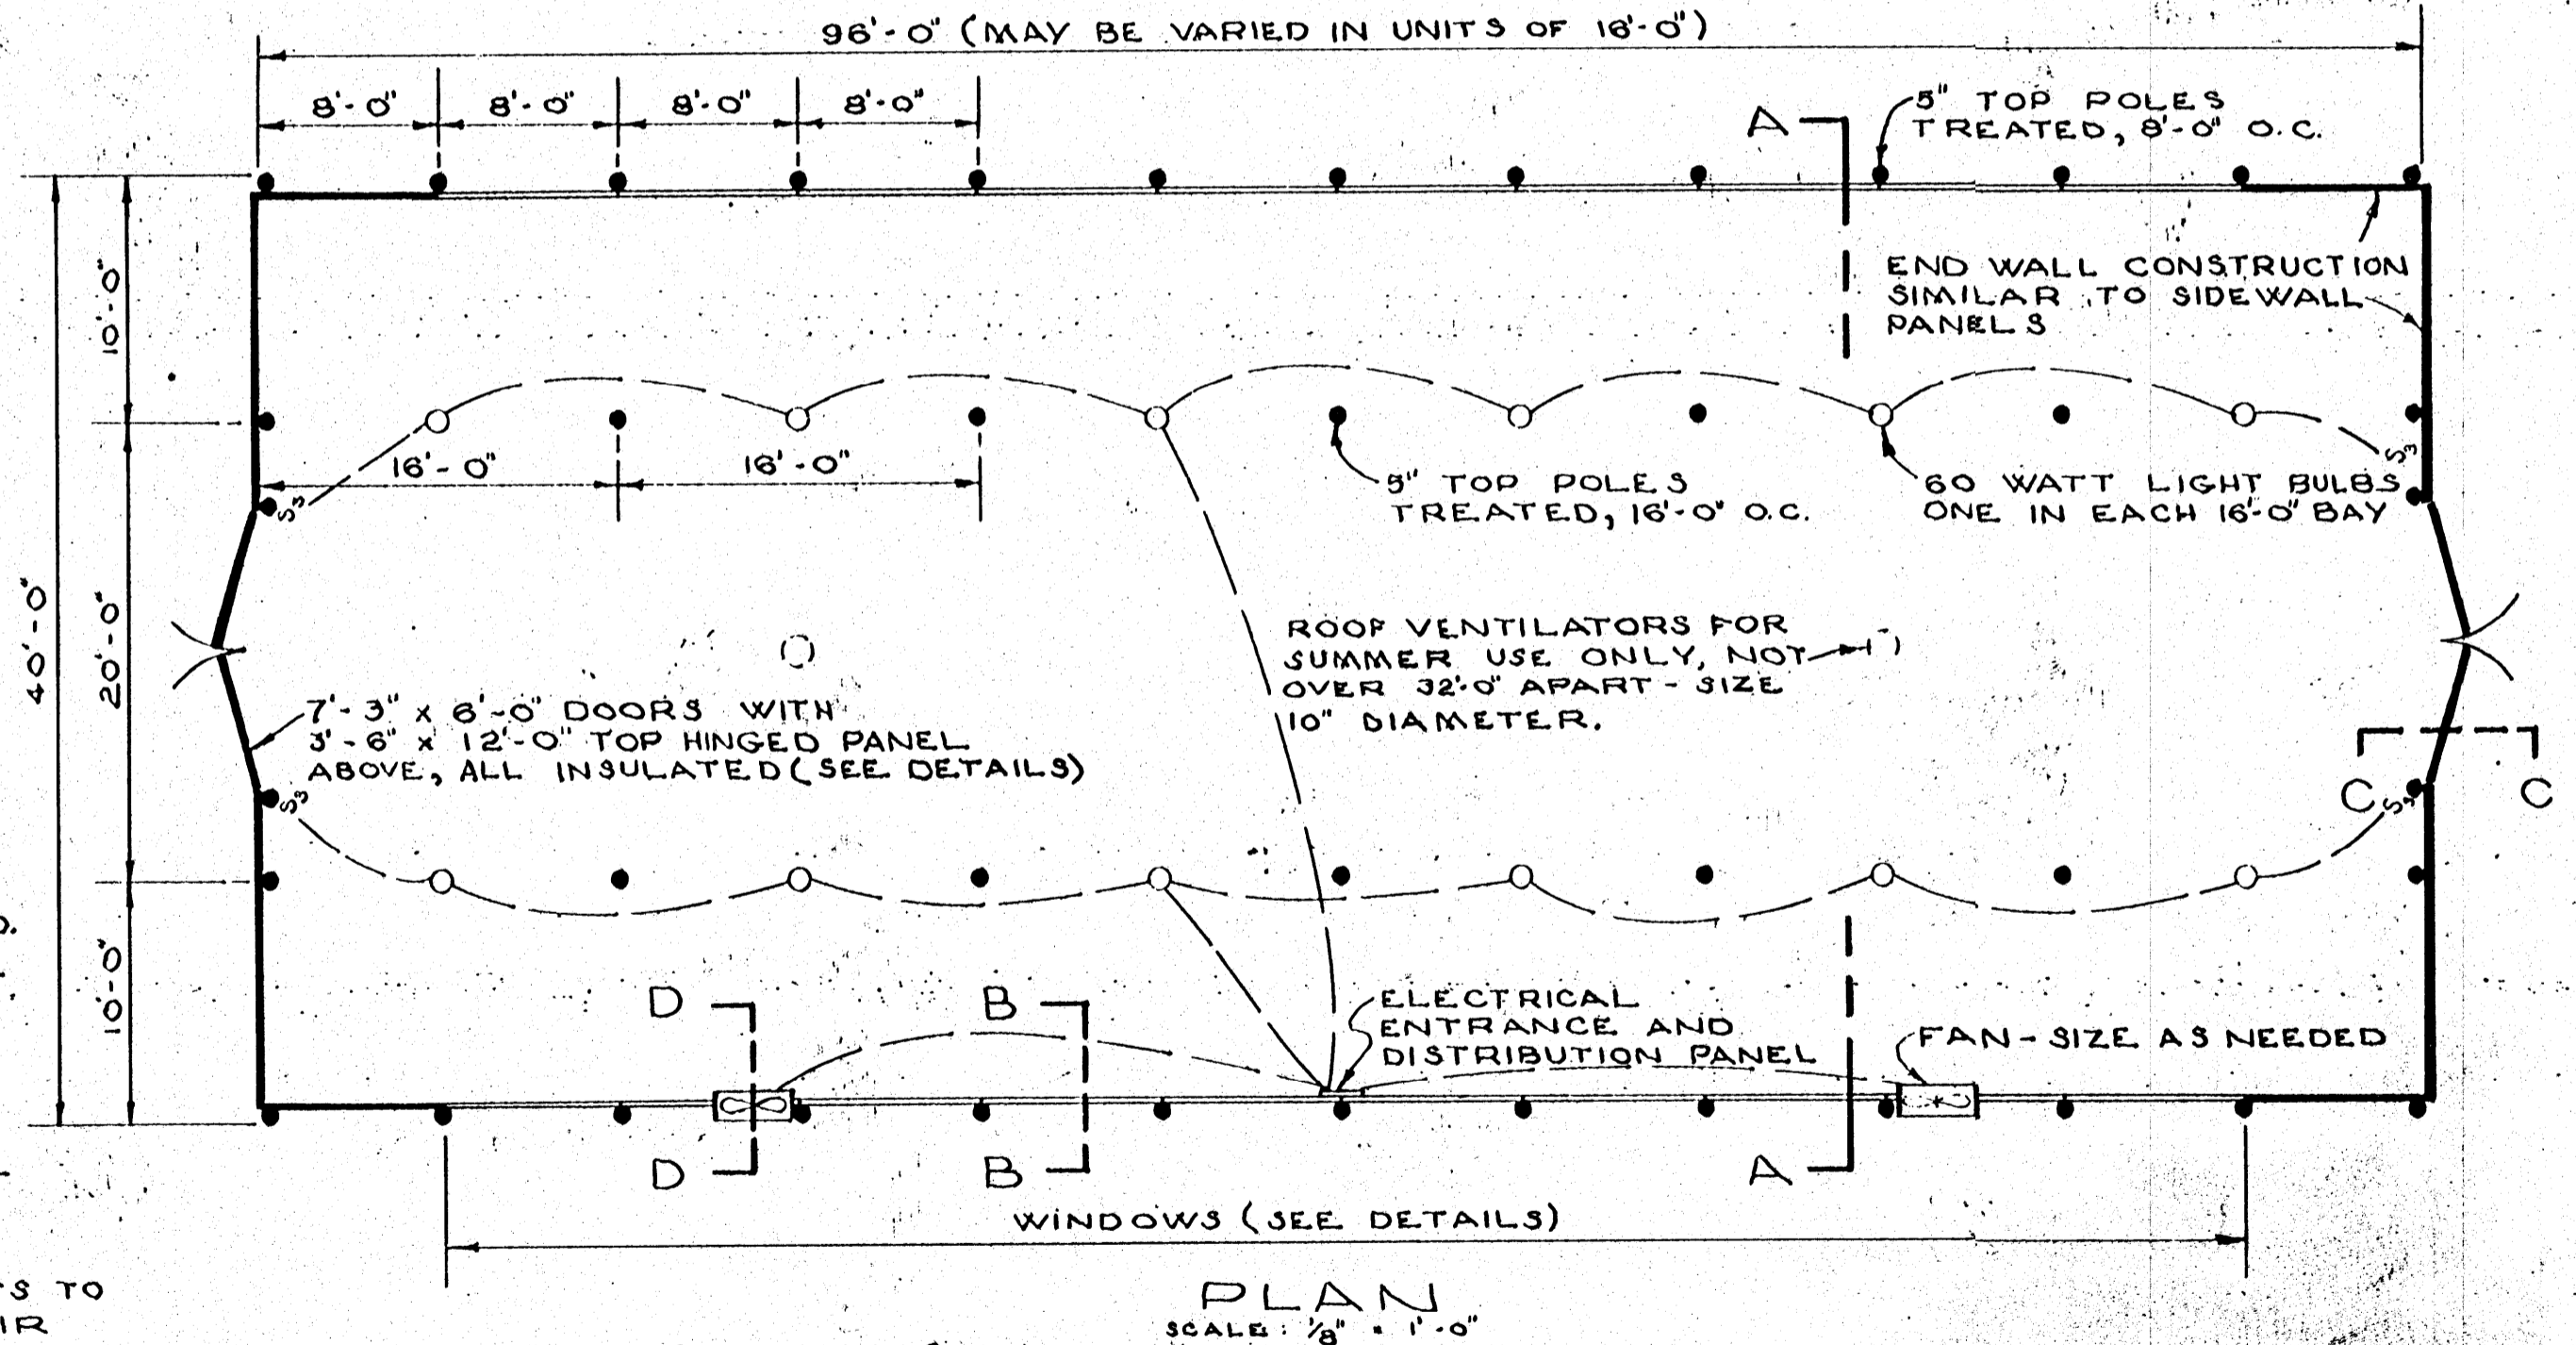 96'-0" (MAY BE VARIED IN UNITS OF 16'-0")
8'-0" 8'-0" 8'-0" 8'-0"
A
5" TOP POLES
TREATED, 8'-0" O.C.
10'-0"
END WALL CONSTRUCTION
SIMILAR TO SIDEWALL
PANELS
16'-0" 16'-0"
S3
S3
5" TOP POLES
TREATED, 16'-0" O.C.
60 WATT LIGHT BULBS
ONE IN EACH 16'-0" BAY
40'-0"
20'-0"
ROOF VENTILATORS FOR
SUMMER USE ONLY, NOT
OVER 32'-0" APART - SIZE
10" DIAMETER.
7'-3" x 6'-0" DOORS WITH
3'-6" x 12'-0" TOP HINGED PANEL
ABOVE, ALL INSULATED (SEE DETAILS)
S3
C S3 C
10'-0"
D B
ELECTRICAL
ENTRANCE AND
DISTRIBUTION PANEL
FAN - SIZE AS NEEDED
D B A
WINDOWS (SEE DETAILS)
PLAN
SCALE: 1/8" = 1'-0"
S TO
IR